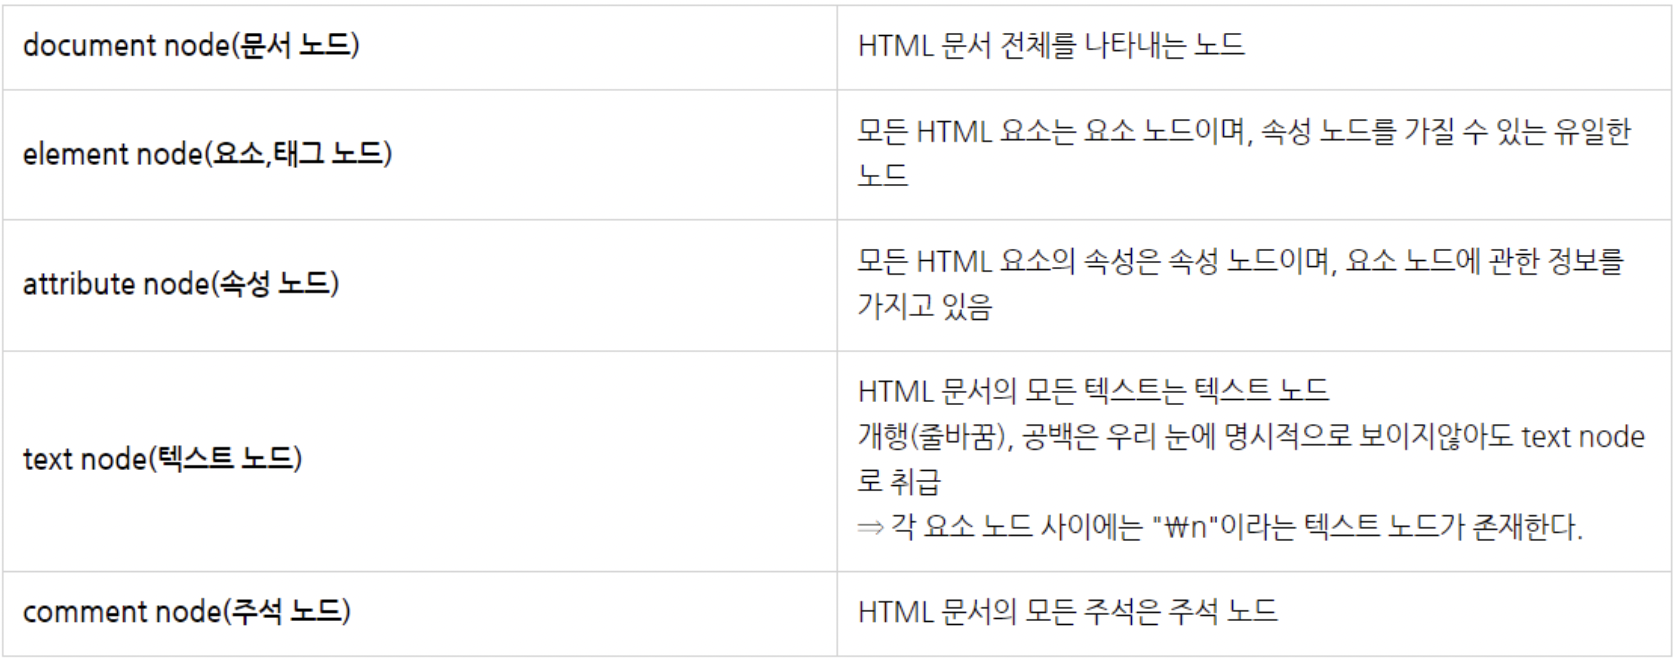 document node(문서 노드)
HTML 문서 전체를 나타내는 노드
element node(요소,태그 노드)
모든 HTML 요소는 요소 노드이며, 속성 노드를 가질 수 있는 유일한
노드
attribute node(속성 노드)
모든 HTML 요소의 속성은 속성 노드이며, 요소 노드에 관한 정보를
가지고 있음
text node(텍스트 노드)
HTML 문서의 모든 텍스트는 텍스트 노드
개행(줄바꿈), 공백은 우리 눈에 명시적으로 보이지않아도 text node
로 취급
⇒ 각 요소 노드 사이에는 "₩n"이라는 텍스트 노드가 존재한다.
comment node(주석 노드)
HTML 문서의 모든 주석은 주석 노드